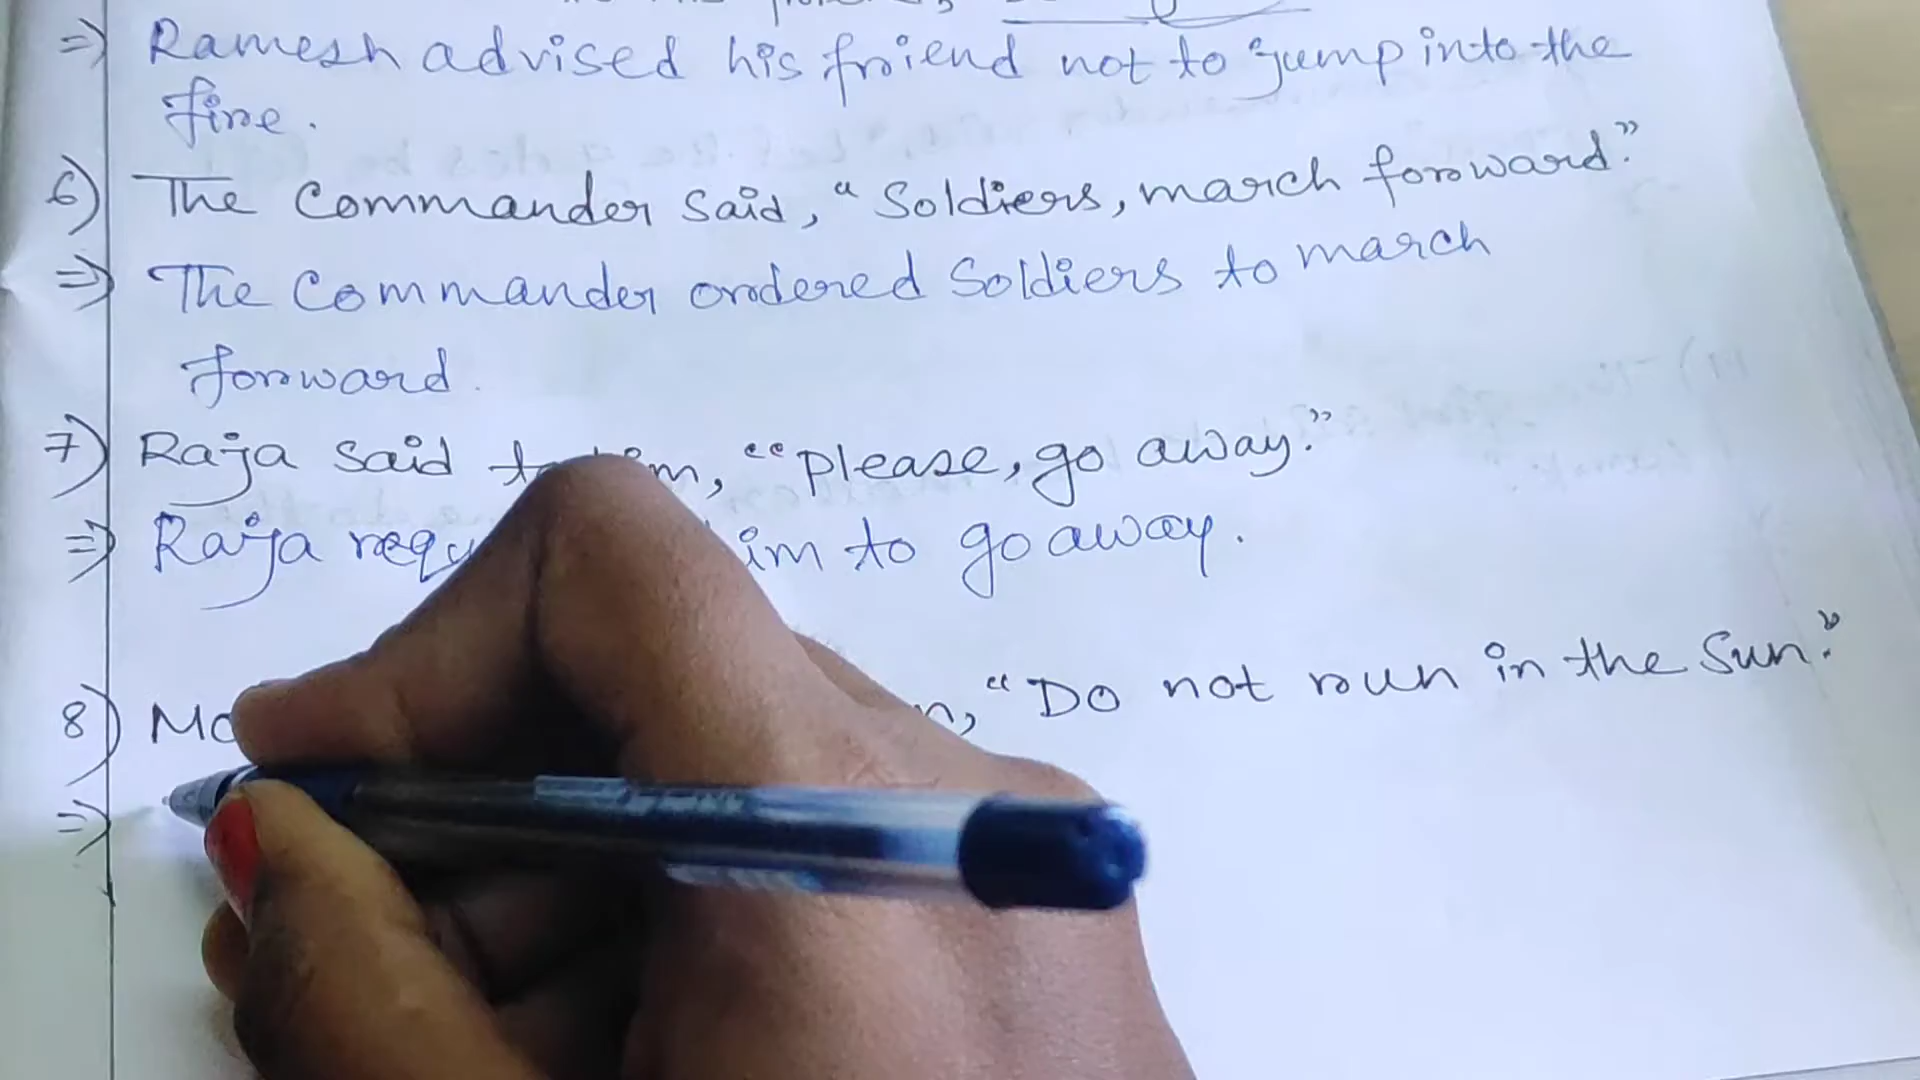 => Ramesh advised his friend not to jump into the
fire.
6) The Commander said, "Soldiers, march forward."
=> The Commander ordered Soldiers to march
forward.
7) Raja said "please, go away."
=> Raja to go away.
8) "Do not run in the Sun."
=>